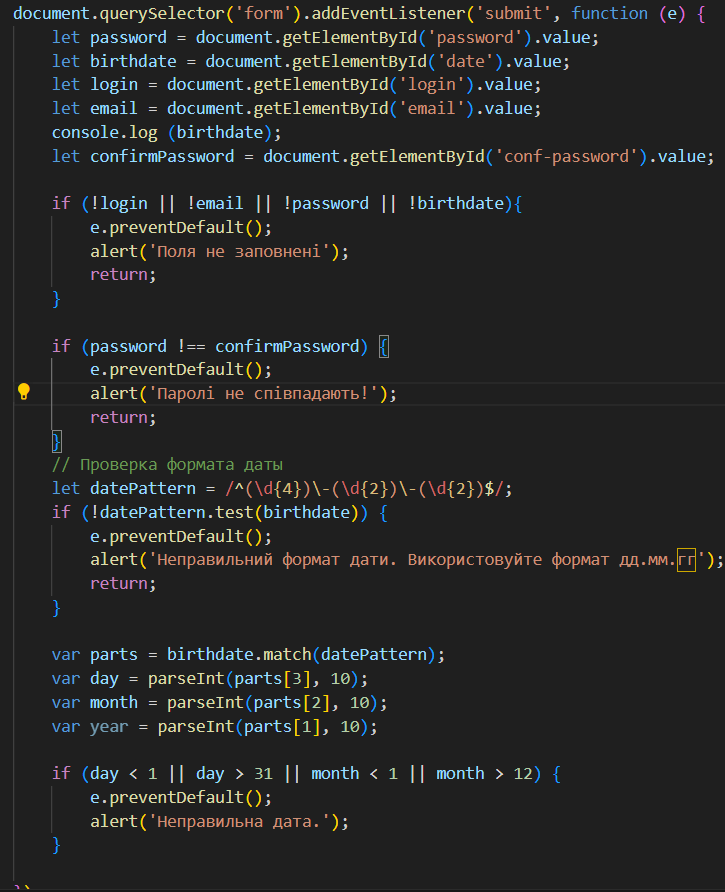 document.querySelector('form').addEventListener('submit', function (e) {
    let password = document.getElementById('password').value;
    let birthdate = document.getElementById('date').value;
    let login = document.getElementById('login').value;
    let email = document.getElementById('email').value;
    console.log (birthdate);
    let confirmPassword = document.getElementById('conf-password').value;
    if (!login || !email || !password || !birthdate){
        e.preventDefault();
        alert('Поля не заповнені');
        return;
    }
    if (password !== confirmPassword) {
        e.preventDefault();
        alert('Паролі не співпадають!');
        return;
    }
    // Проверка формата даты
    let datePattern = /^(\d{4})\-(\d{2})\-(\d{2})$/;
    if (!datePattern.test(birthdate)) {
        e.preventDefault();
        alert('Неправильний формат дати. Використовуйте формат дд.мм.гг');
        return;
    }
    var parts = birthdate.match(datePattern);
    var day = parseInt(parts[3], 10);
    var month = parseInt(parts[2], 10);
    var year = parseInt(parts[1], 10);
    if (day < 1 || day > 31 || month < 1 || month > 12) {
        e.preventDefault();
        alert('Неправильна дата.');
    }